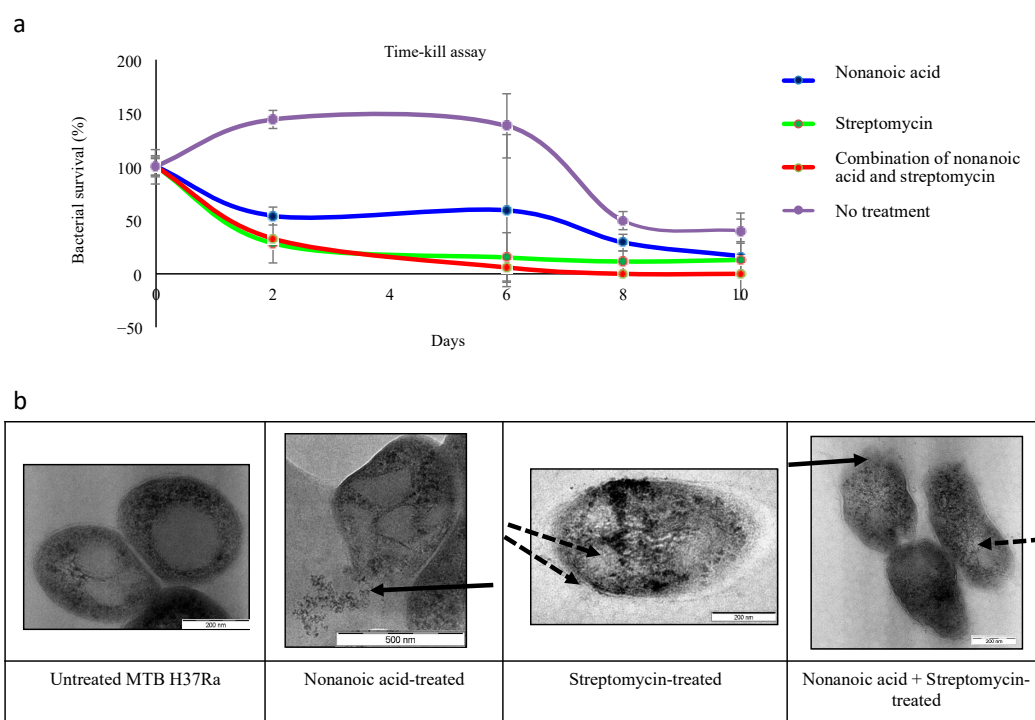 a
Time-kill assay
200
150
100
50
0
−50
Bacterial survival (%)
0
2
4
6
8
10
Days
Nonanoic acid
Streptomycin
Combination of nonanoic
acid and streptomycin
No treatment
b
200 nm
500 nm
200 nm
200 nm
Untreated MTB H37Ra
Nonanoic acid-treated
Streptomycin-treated
Nonanoic acid + Streptomycin-
treated